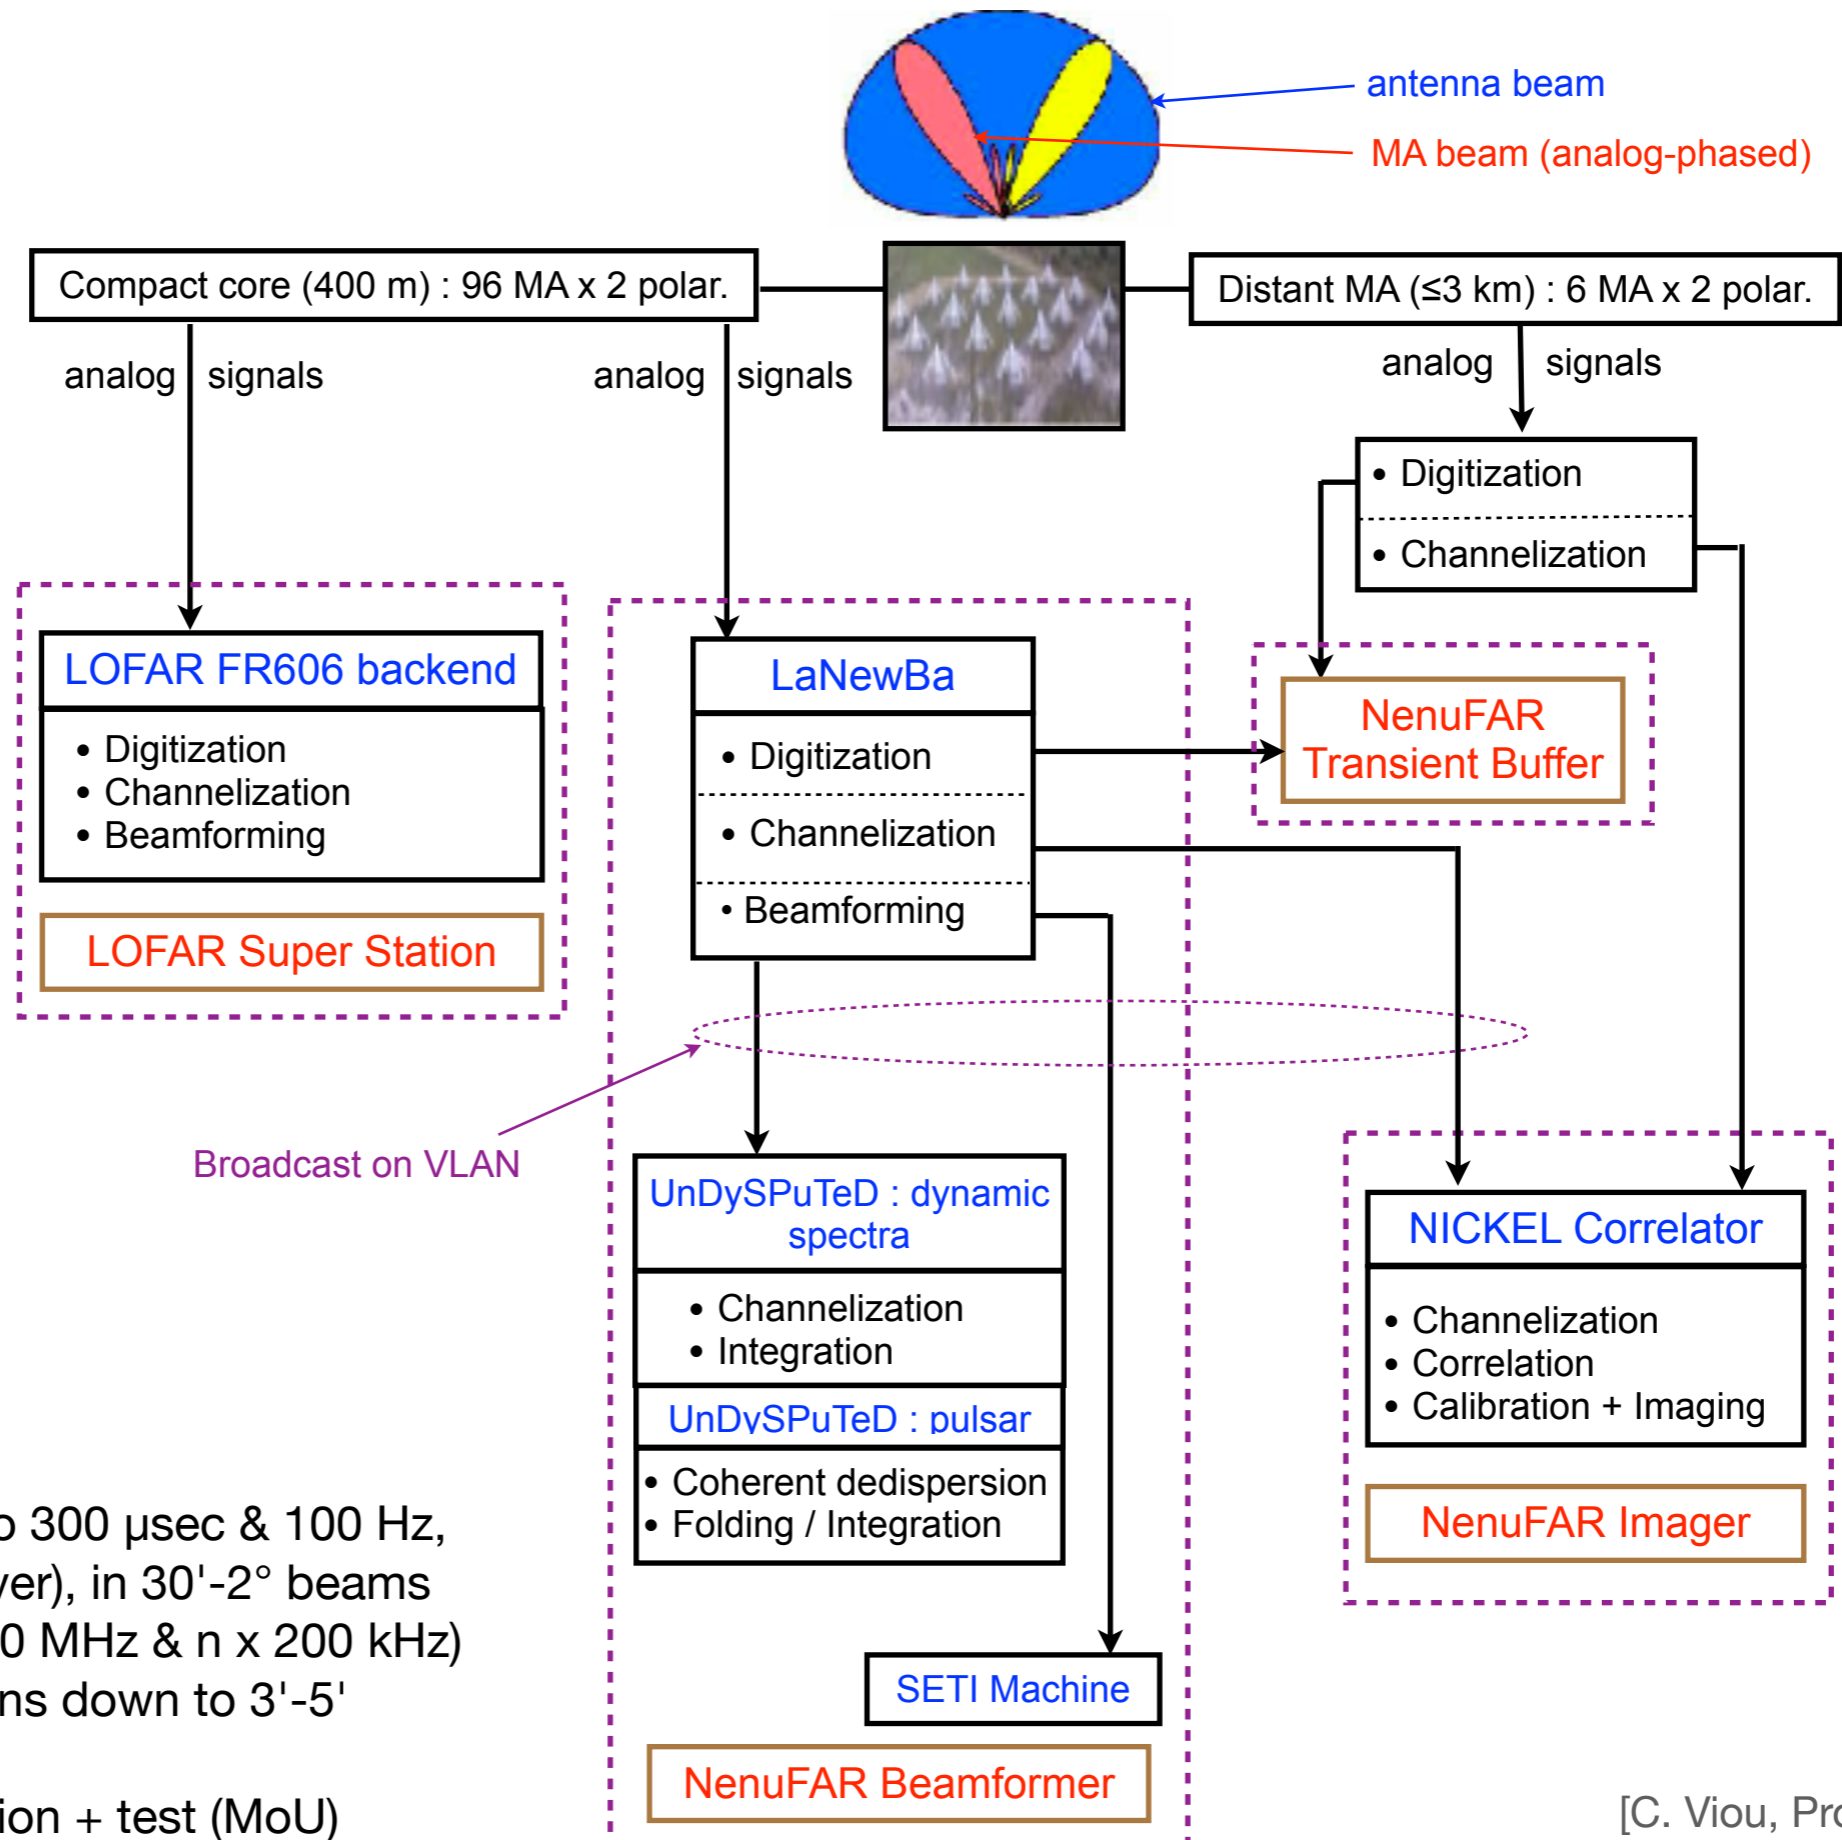 antenna beam
MA beam (analog-phased)
Compact core (400 m) : 96 MA x 2 polar.
Distant MA (≤3 km) : 6 MA x 2 polar.
analog signals
analog signals
analog signals
• Digitization
• Channelization
LOFAR FR606 backend
• Digitization
• Channelization
• Beamforming
LOFAR Super Station
LaNewBa
• Digitization
• Channelization
• Beamforming
NenuFAR
Transient Buffer
Broadcast on VLAN
UnDySPuTeD : dynamic
spectra
• Channelization
• Integration
UnDySPuTeD : pulsar
• Coherent dedispersion
• Folding / Integration
NICKEL Correlator
• Channelization
• Correlation
• Calibration + Imaging
NenuFAR Imager
SETI Machine
NenuFAR Beamformer
300 µsec & 100 Hz,
in 30'-2° beams
MHz & n x 200 kHz)
down to 3'-5'
+ test (MoU)
[C. Viou,